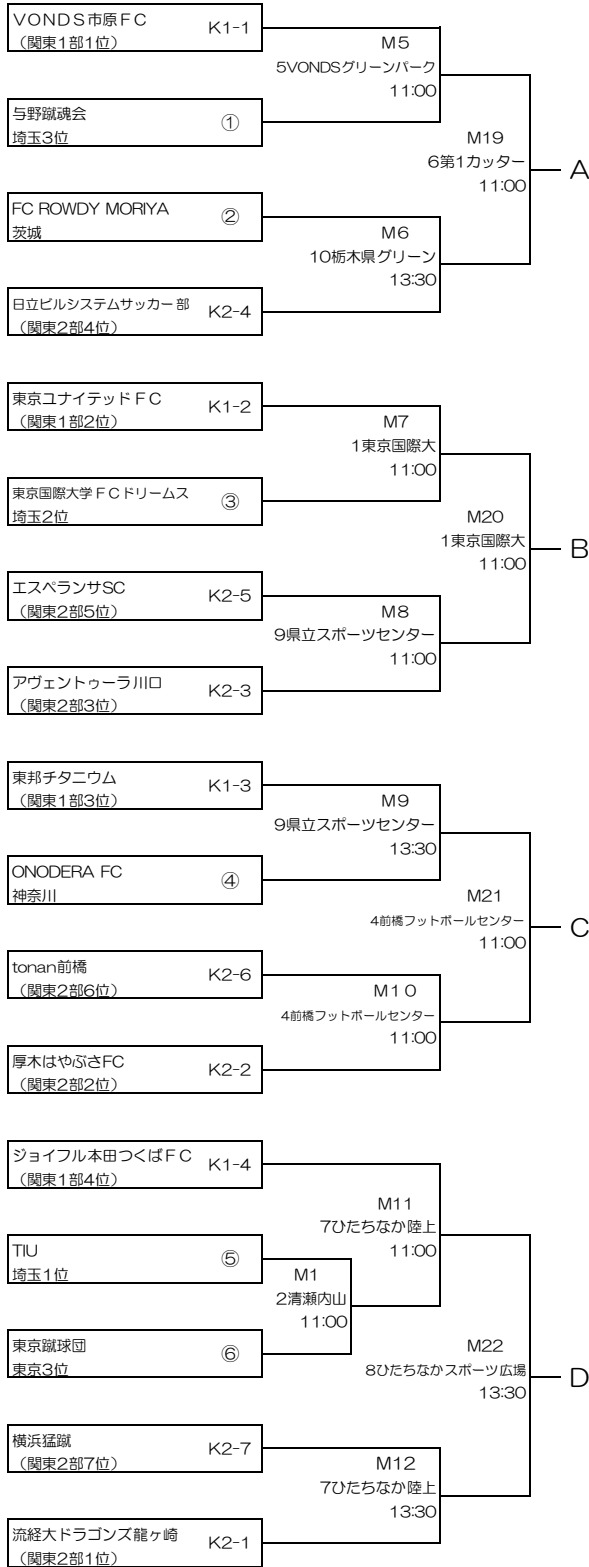 VONDS市原FC
（関東1部1位）
K1-1
M5
5VONDSグリーンパーク
11:00
与野蹴魂会
埼玉3位
①
M19
6第1カッター
11:00
A
FC ROWDY MORIYA
茨城
②
M6
10栃木県グリーン
13:30
日立ビルシステムサッカー部
（関東2部4位）
K2-4
東京ユナイテッドFC
（関東1部2位）
K1-2
M7
1東京国際大
11:00
東京国際大学FCドリームス
埼玉2位
③
M20
1東京国際大
11:00
B
エスペランサSC
（関東2部5位）
K2-5
M8
9県立スポーツセンター
11:00
アヴェントゥーラ川口
（関東2部3位）
K2-3
東邦チタニウム
（関東1部3位）
K1-3
M9
9県立スポーツセンター
13:30
ONODERA FC
神奈川
④
M21
4前橋フットボールセンター
11:00
C
tonan前橋
（関東2部6位）
K2-6
M10
4前橋フットボールセンター
11:00
厚木はやぶさFC
（関東2部2位）
K2-2
ジョイフル本田つくばFC
（関東1部4位）
K1-4
M11
7ひたちなか陸上
11:00
TIU
埼玉1位
⑤
M1
2清瀬内山
11:00
東京蹴球団
東京3位
⑥
M22
8ひたちなかスポーツ広場
13:30
D
横浜猛蹴
（関東2部7位）
K2-7
M12
7ひたちなか陸上
13:30
流経大ドラゴンズ龍ヶ崎
（関東2部1位）
K2-1